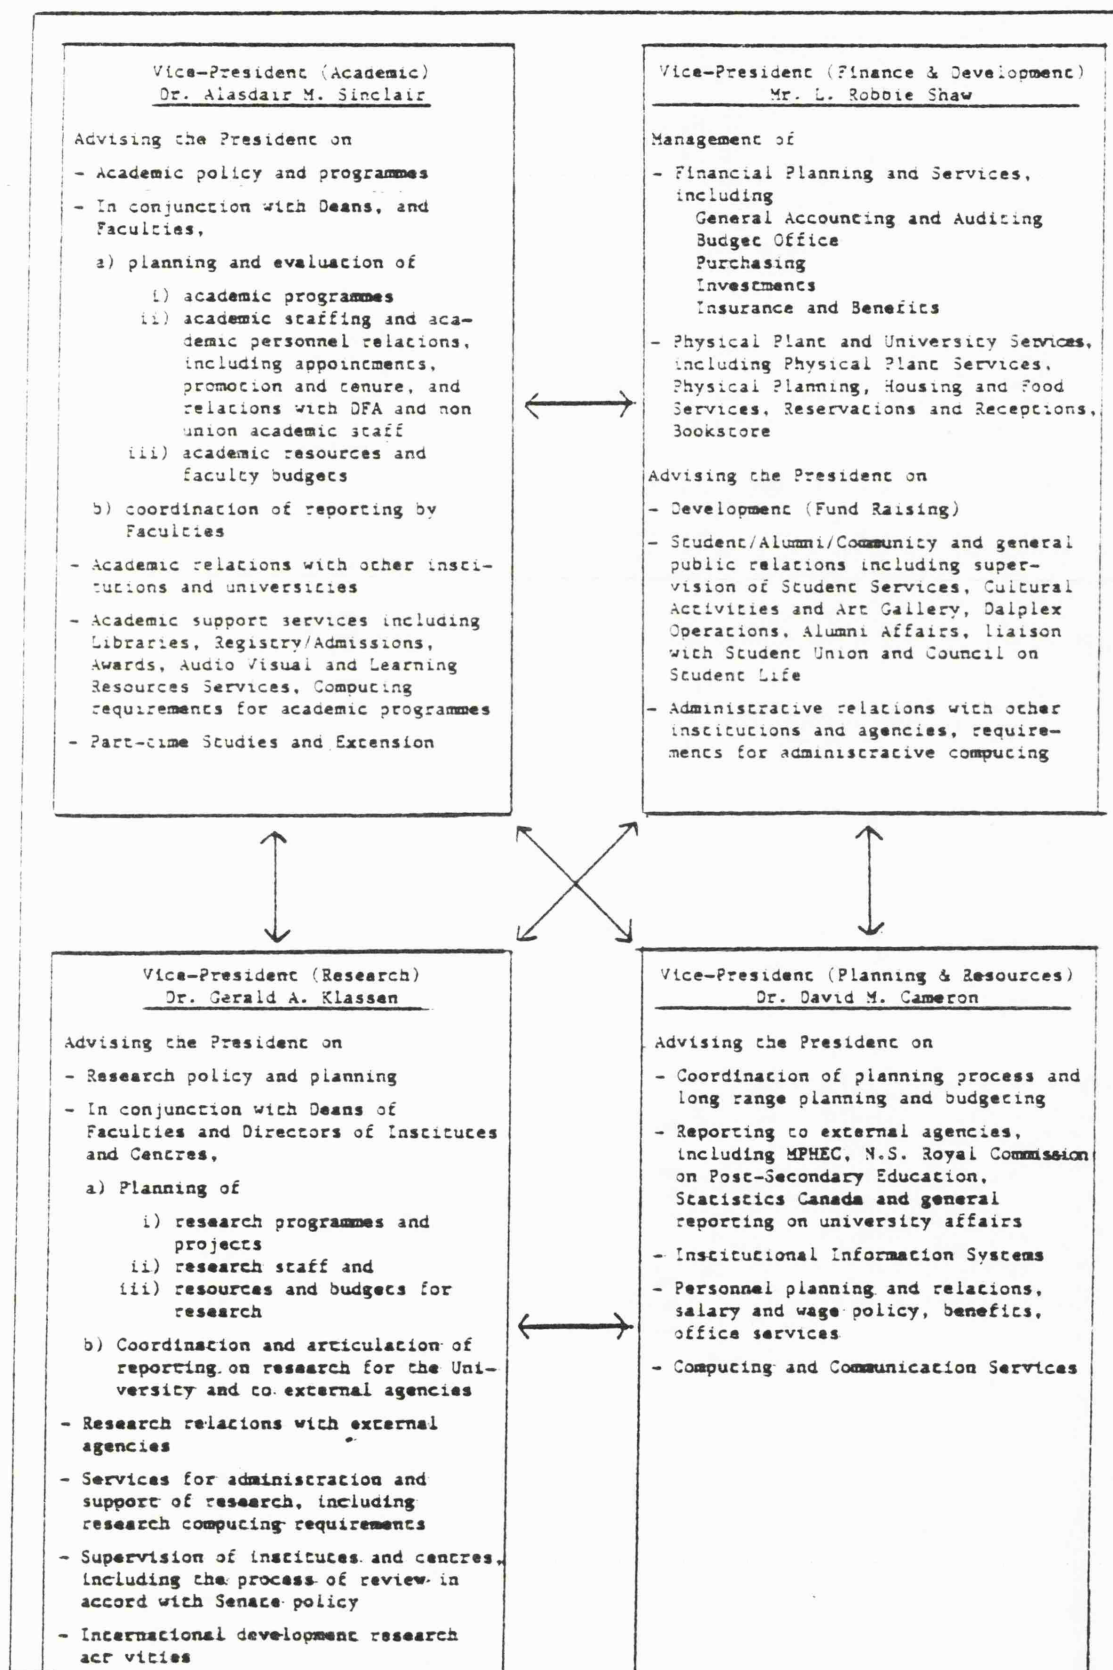 Vice-President (Academic)
Dr. Alasdair M. Sinclair
Advising the President on
- Academic policy and programmes
- In conjunction with Deans, and
Faculties,
a) planning and evaluation of
i) academic programmes
ii) academic staffing and aca-
demic personnel relations,
including appointments,
promotion and tenure, and
relations with DFA and non
union academic staff
iii) academic resources and
faculty budgets
b) coordination of reporting by
Faculties
- Academic relations with other insti-
tutions and universities
- Academic support services including
Libraries, Registry/Admissions,
Awards, Audio Visual and Learning
Resources Services, Computing
requirements for academic programmes
- Part-time Studies and Extension
Vice-President (Finance & Development)
Mr. L. Robbie Shaw
Management of
- Financial Planning and Services,
including
General Accounting and Auditing
Budget Office
Purchasing
Investments
Insurance and Benefits
- Physical Plant and University Services,
including Physical Plant Services,
Physical Planning, Housing and Food
Services, Reservations and Receptions,
Bookstore
Advising the President on
- Development (Fund Raising)
- Student/Alumni/Community and general
public relations including super-
vision of Student Services, Cultural
Activities and Art Gallery, Dalplex
Operations, Alumni Affairs, liaison
with Student Union and Council on
Student Life
- Administrative relations with other
institutions and agencies, require-
ments for administrative computing
Vice-President (Research)
Dr. Gerald A. Klassen
Advising the President on
- Research policy and planning
- In conjunction with Deans of
Faculties and Directors of Institutes
and Centres,
a) Planning of
i) research programmes and
projects
ii) research staff and
iii) resources and budgets for
research
b) Coordination and articulation of
reporting on research for the Uni-
versity and to external agencies
- Research relations with external
agencies
- Services for administration and
support of research, including
research computing requirements
- Supervision of institutes and centres,
including the process of review in
accord with Senate policy
- International development research
act vities
Vice-President (Planning & Resources)
Dr. David M. Cameron
Advising the President on
- Coordination of planning process and
long range planning and budgeting
- Reporting to external agencies,
including MPHEC, N.S. Royal Commission
on Post-Secondary Education,
Statistics Canada and general
reporting on university affairs
- Institutional Information Systems
- Personnel planning and relations,
salary and wage policy, benefits,
office services
- Computing and Communication Services